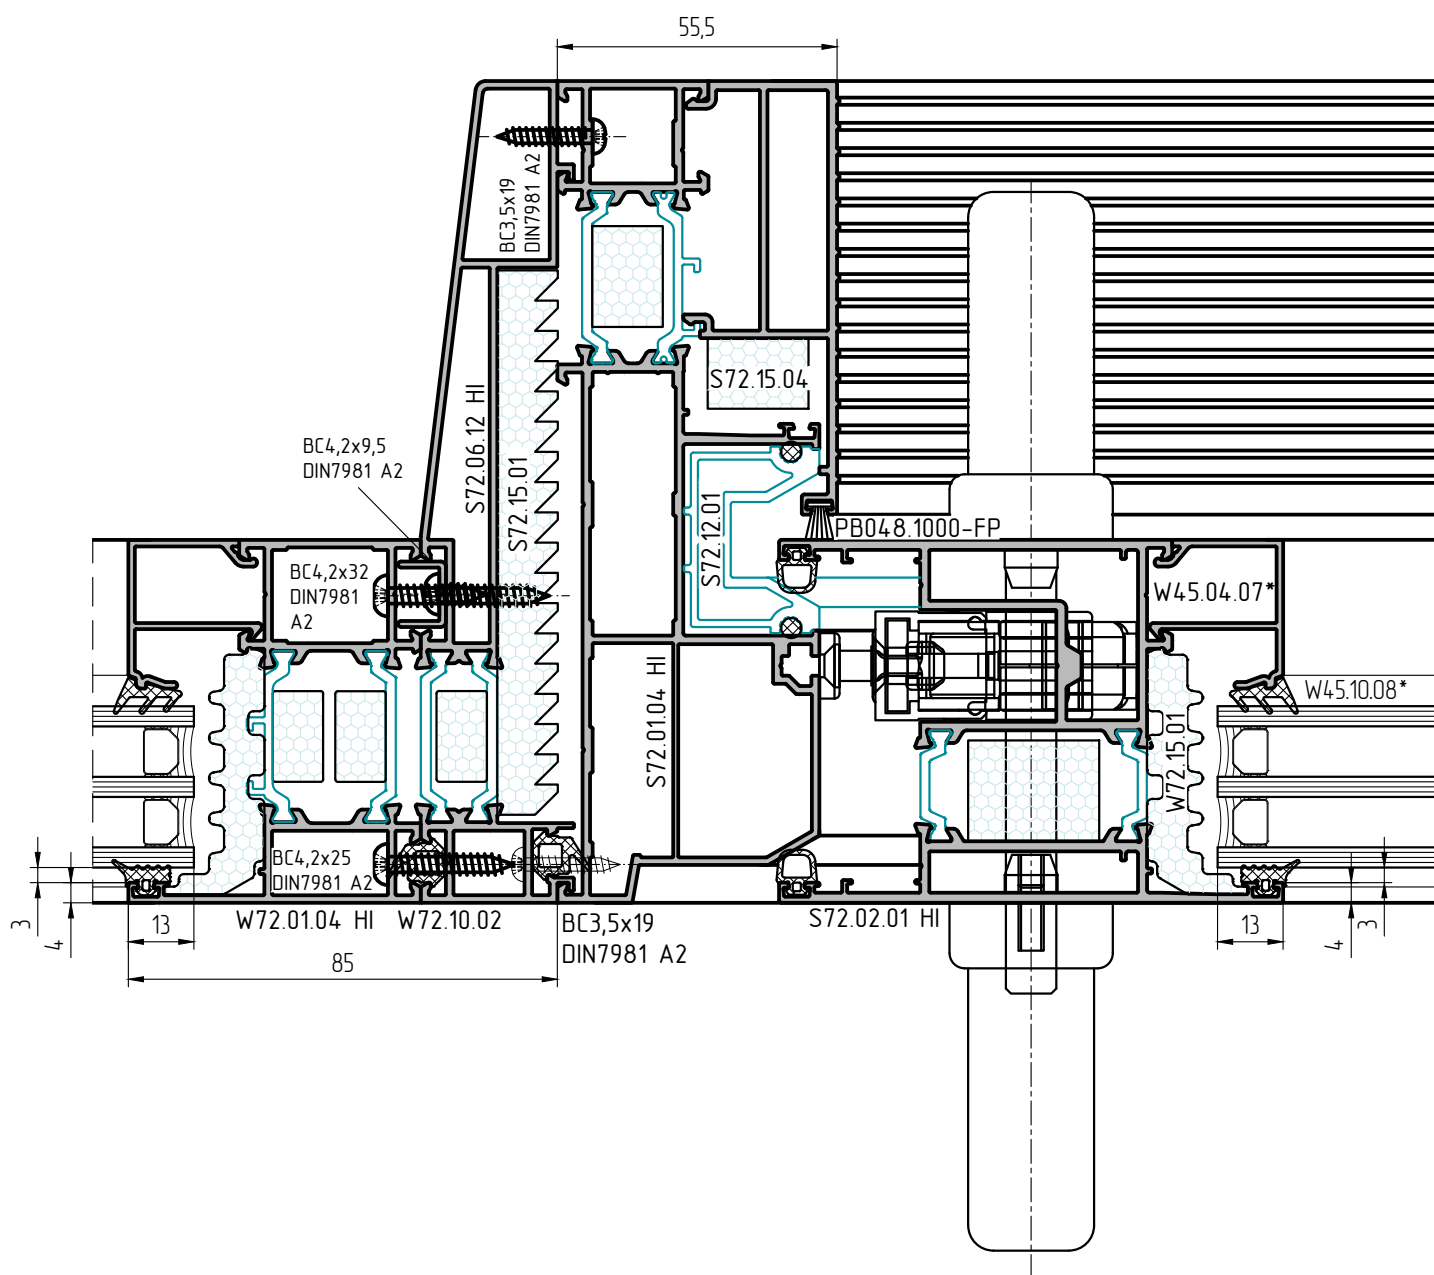 55,5
BC3,5x19
DIN7981 A2
S72.15.04
BC4,2x9,5
DIN7981 A2
S72.06.12 HI
S72.15.01
S72.12.01
PB048.1000-FP
BC4,2x32
DIN7981
A2
W45.04.07*
S72.01.04 HI
W45.10.08*
W72.15.01
BC4,2x25
DIN7981 A2
W72.01.04 HI
W72.10.02
BC3,5x19
DIN7981 A2
S72.02.01 HI
3
4
13
85
13
4
3